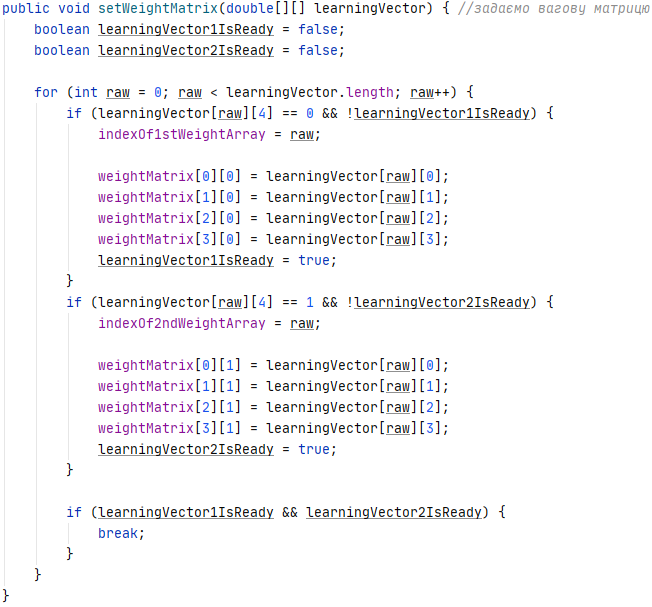 public void setWeightMatrix(double[][] learningVector) { //задаємо вагову матрицю
    boolean learningVector1IsReady = false;
    boolean learningVector2IsReady = false;

    for (int raw = 0; raw < learningVector.length; raw++) {
        if (learningVector[raw][4] == 0 && !learningVector1IsReady) {
            indexOf1stWeightArray = raw;

            weightMatrix[0][0] = learningVector[raw][0];
            weightMatrix[1][0] = learningVector[raw][1];
            weightMatrix[2][0] = learningVector[raw][2];
            weightMatrix[3][0] = learningVector[raw][3];
            learningVector1IsReady = true;
        }
        if (learningVector[raw][4] == 1 && !learningVector2IsReady) {
            indexOf2ndWeightArray = raw;

            weightMatrix[0][1] = learningVector[raw][0];
            weightMatrix[1][1] = learningVector[raw][1];
            weightMatrix[2][1] = learningVector[raw][2];
            weightMatrix[3][1] = learningVector[raw][3];
            learningVector2IsReady = true;
        }

        if (learningVector1IsReady && learningVector2IsReady) {
            break;
        }
    }
}